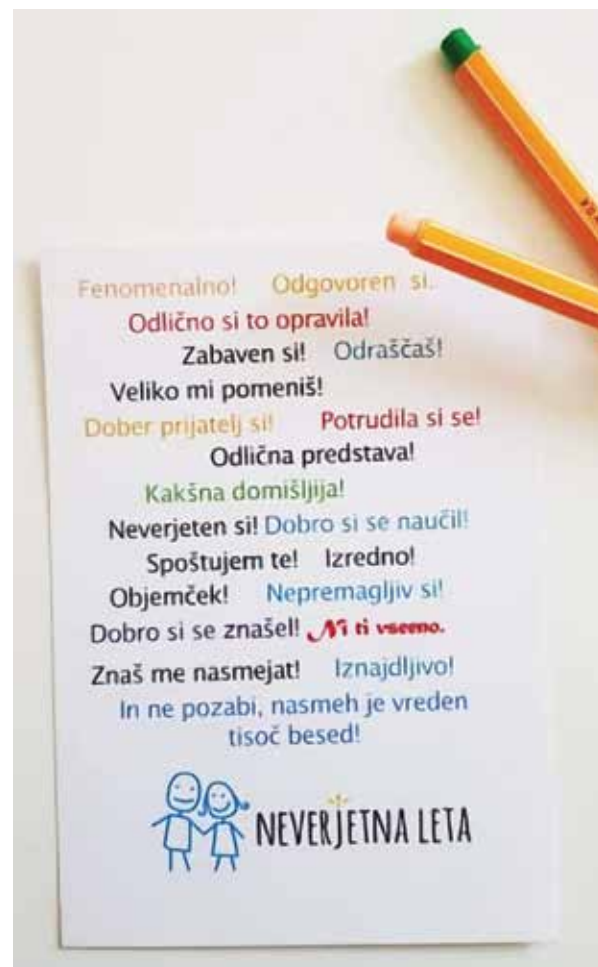 Fenomenalno! Odgovoren si..
Odlično si to opravila!
Zabaven si! Odraščaš!
Veliko mi pomeniš!
Dober prijatelj si! Potrudila si se!
Odlična predstava!
Kakšna domišljija!
Neverjeten si! Dobro si se naučil!
Spoštujem te! Izredno!
Objemček! Nepremagljiv si!
Dobro si se znašel! Ni ti vseeno.
Znaš me nasmejat! Iznajdljivo!
In ne pozabi, nasmeh je vreden
tisoč besed!
NEVERJETNA LETA